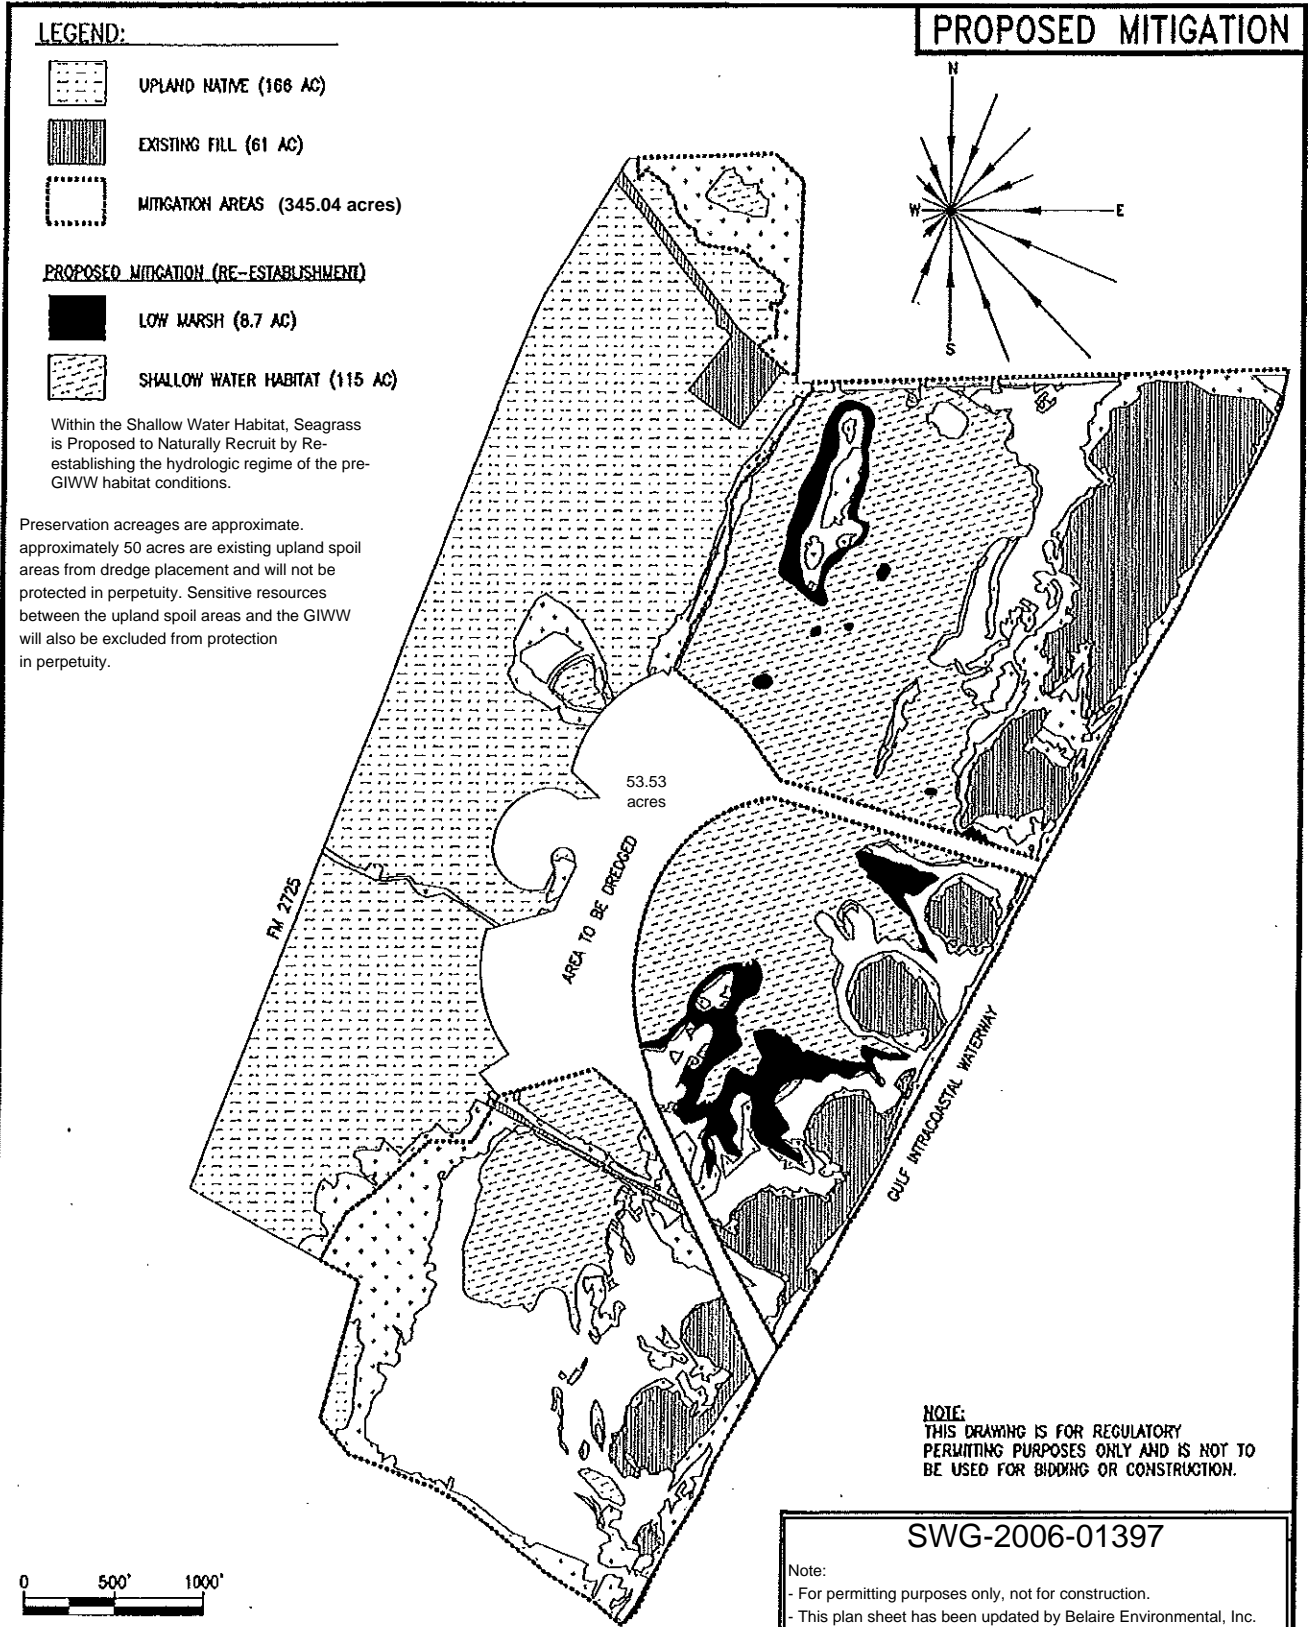 PROPOSED MITIGATION
LEGEND:
UPLAND NATIVE (166 AC)
EXISTING FILL (61 AC)
MITIGATION AREAS (345.04 acres)
PROPOSED MITIGATION (RE-ESTABLISHMENT)
LOW MARSH (8.7 AC)
SHALLOW WATER HABITAT (115 AC)
Within the Shallow Water Habitat, Seagrass
is Proposed to Naturally Recruit by Re-
establishing the hydrologic regime of the pre-
GIWW habitat conditions.
Preservation acreages are approximate.
approximately 50 acres are existing upland spoil
areas from dredge placement and will not be
protected in perpetuity. Sensitive resources
between the upland spoil areas and the GIWW
will also be excluded from protection
in perpetuity.
N
W
E
S
53.53
acres
AREA TO BE DREDGED
FM 2725
GULF INTRACOASTAL WATERWAY
NOTE:
THIS DRAWING IS FOR REGULATORY
PERMITTING PURPOSES ONLY AND IS NOT TO
BE USED FOR BIDDING OR CONSTRUCTION.
SWG-2006-01397
Note:
- For permitting purposes only, not for construction.
- This plan sheet has been updated by Belaire Environmental, Inc.
0 500' 1000'